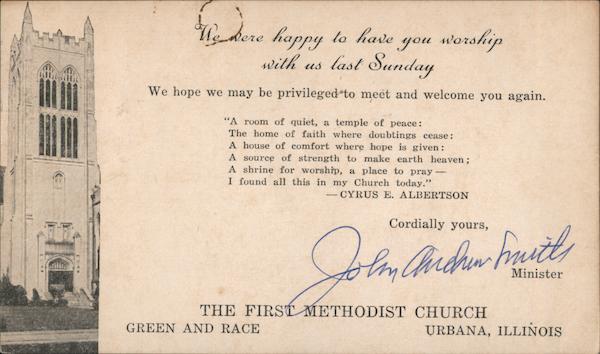 We were happy to have you worship
with us last Sunday
We hope we may be privileged to meet and welcome you again.
"A room of quiet, a temple of peace:
The home of faith where doubtings cease:
A house of comfort where hope is given:
A source of strength to make earth heaven;
A shrine for worship, a place to pray —
I found all this in my Church today."
— CYRUS E. ALBERTSON
Cordially yours,
John Andrew Smith
Minister
THE FIRST METHODIST CHURCH
GREEN AND RACE URBANA, ILLINOIS